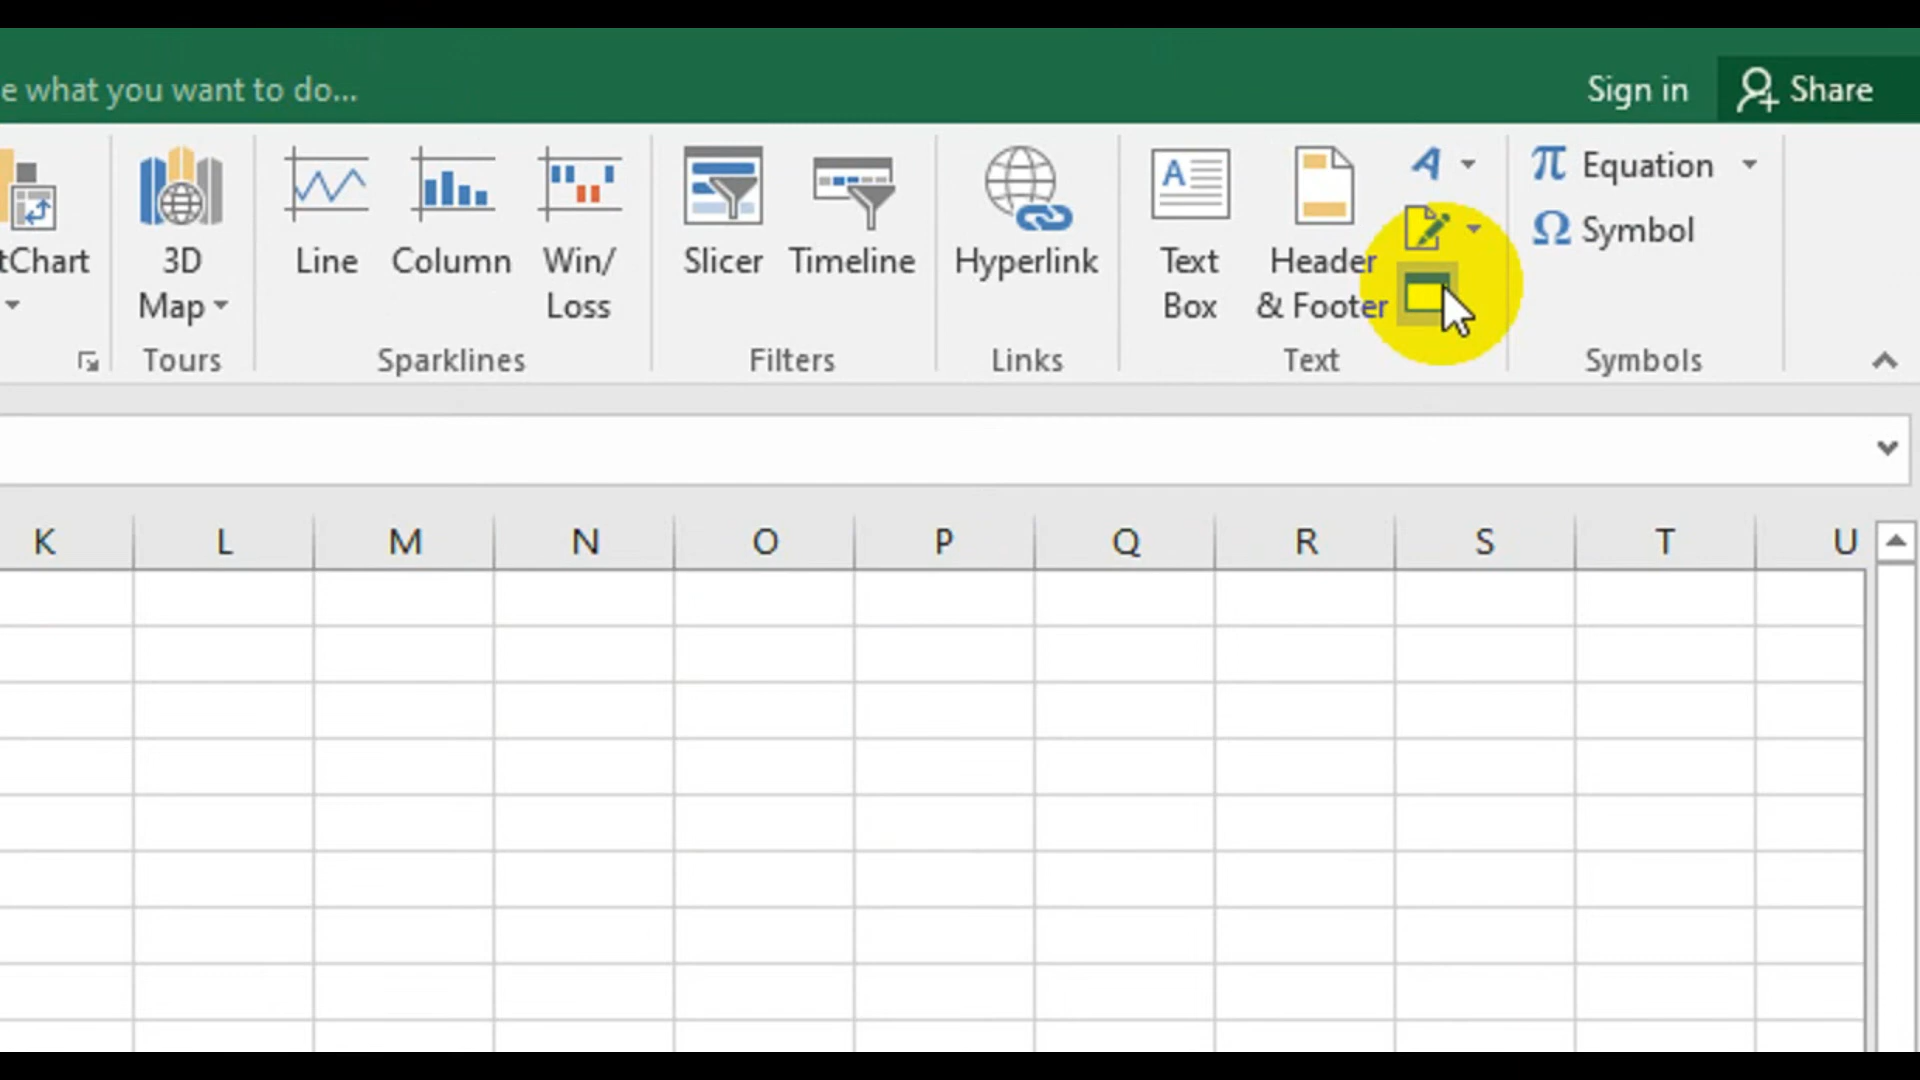 e what you want to do...
Sign in
Share
tChart
3D
Map
Tours
Line
Column
Win/
Loss
Sparklines
Slicer
Timeline
Filters
Hyperlink
Links
Text
Box
Header
& Footer
Text
Equation
Symbol
Symbols
K L M N O P Q R S T U